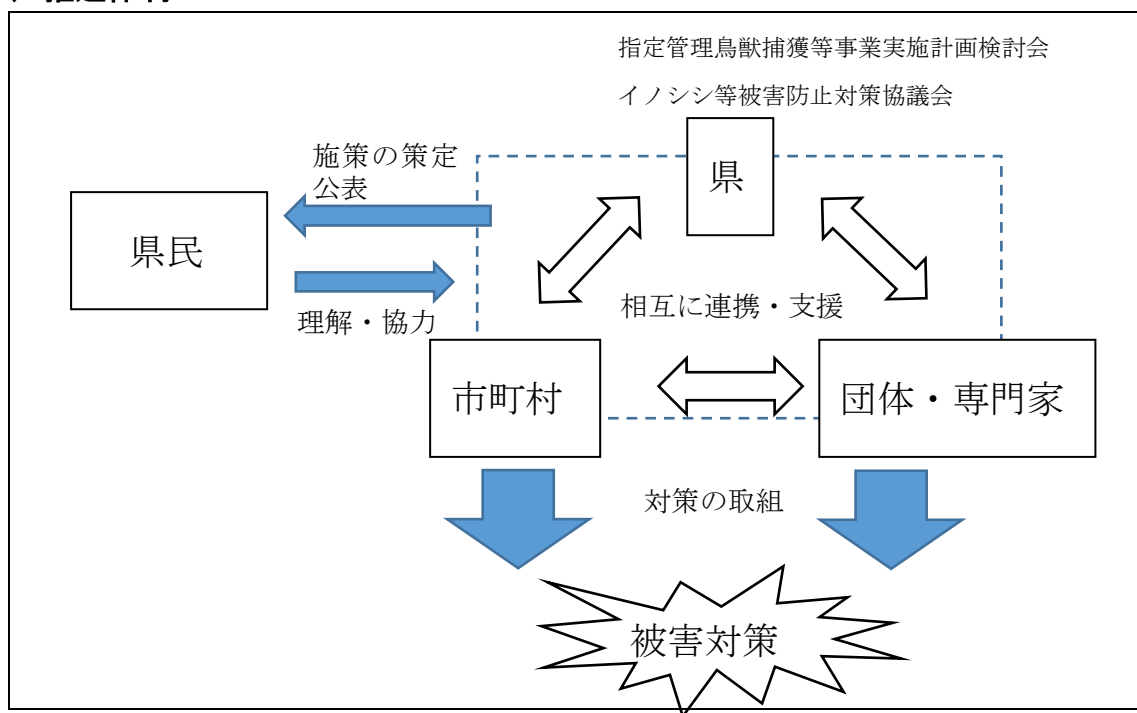 指定管理鳥獣捕獲等事業実施計画検討会
イノシシ等被害防止対策協議会
施策の策定
公表
県
県民
理解・協力
相互に連携・支援
市町村
団体・専門家
対策の取組
被害対策